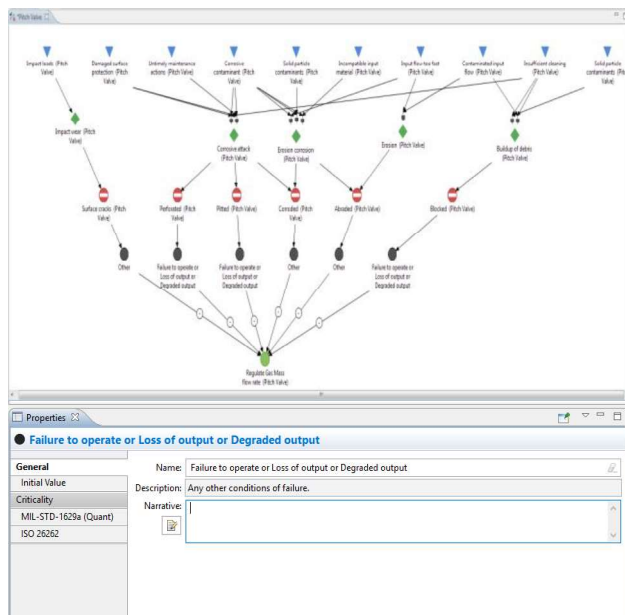 Pitch Valve
Impact loads (Pitch
Valve)
Damaged surface
protection (Pitch
Valve)
Untimely maintenance
actions (Pitch Valve)
Corrosive
contaminant (Pitch
Valve)
Solid particle
contaminants (Pitch
Valve)
Incompatible input
material (Pitch Valve)
Input flow too fast
(Pitch Valve)
Contaminated input
flow (Pitch Valve)
Insufficient cleaning
(Pitch Valve)
Solid particle
contaminants (Pit
Valve)
Impact wear (Pitch
Valve)
Corrosive attack
(Pitch Valve)
Erosion corrosion
(Pitch Valve)
Erosion (Pitch Valve)
Buildup of debris
(Pitch Valve)
Surface cracks (Pitch
Valve)
Perforated (Pitch
Valve)
Pitted (Pitch Valve)
Corroded (Pitch
Valve)
Abraded (Pitch Valve)
Blocked (Pitch Valve)
Other
Failure to operate or
Loss of output or
Degraded output
Failure to operate or
Loss of output or
Degraded output
Other
Other
Failure to operate or
Loss of output or
Degraded output
Regulate Gas Mass
flow rate (Pitch Valve)
Properties
Failure to operate or Loss of output or Degraded output
General
Initial Value
Criticality
MIL-STD-1629a (Quant)
ISO 26262
Name: Failure to operate or Loss of output or Degraded output
Description: Any other conditions of failure.
Narrative: